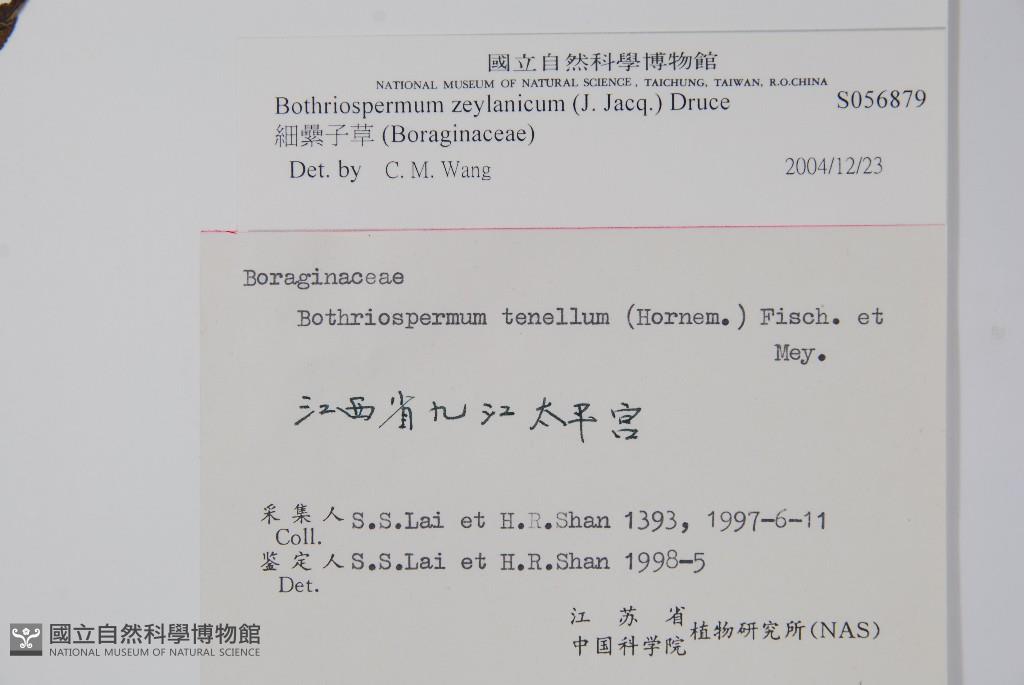 國立自然科學博物館
NATIONAL MUSEUM OF NATURAL SCIENCE, TAICHUNG, TAIWAN, R.O.CHINA
Bothriospermum zeylanicum (J. Jacq.) Druce S056879
細纍子草 (Boraginaceae)
Det. by C. M. Wang 2004/12/23
Boraginaceae
Bothriospermum tenellum (Hornem.) Fisch. et
Mey.
江西省九江太平宫
采集人 S.S.Lai et H.R.Shan 1393, 1997-6-11
Coll.
鉴定人 S.S.Lai et H.R.Shan 1998-5
Det.
江苏省
中国科学院 植物研究所(NAS)
國立自然科學博物館
NATIONAL MUSEUM OF NATURAL SCIENCE